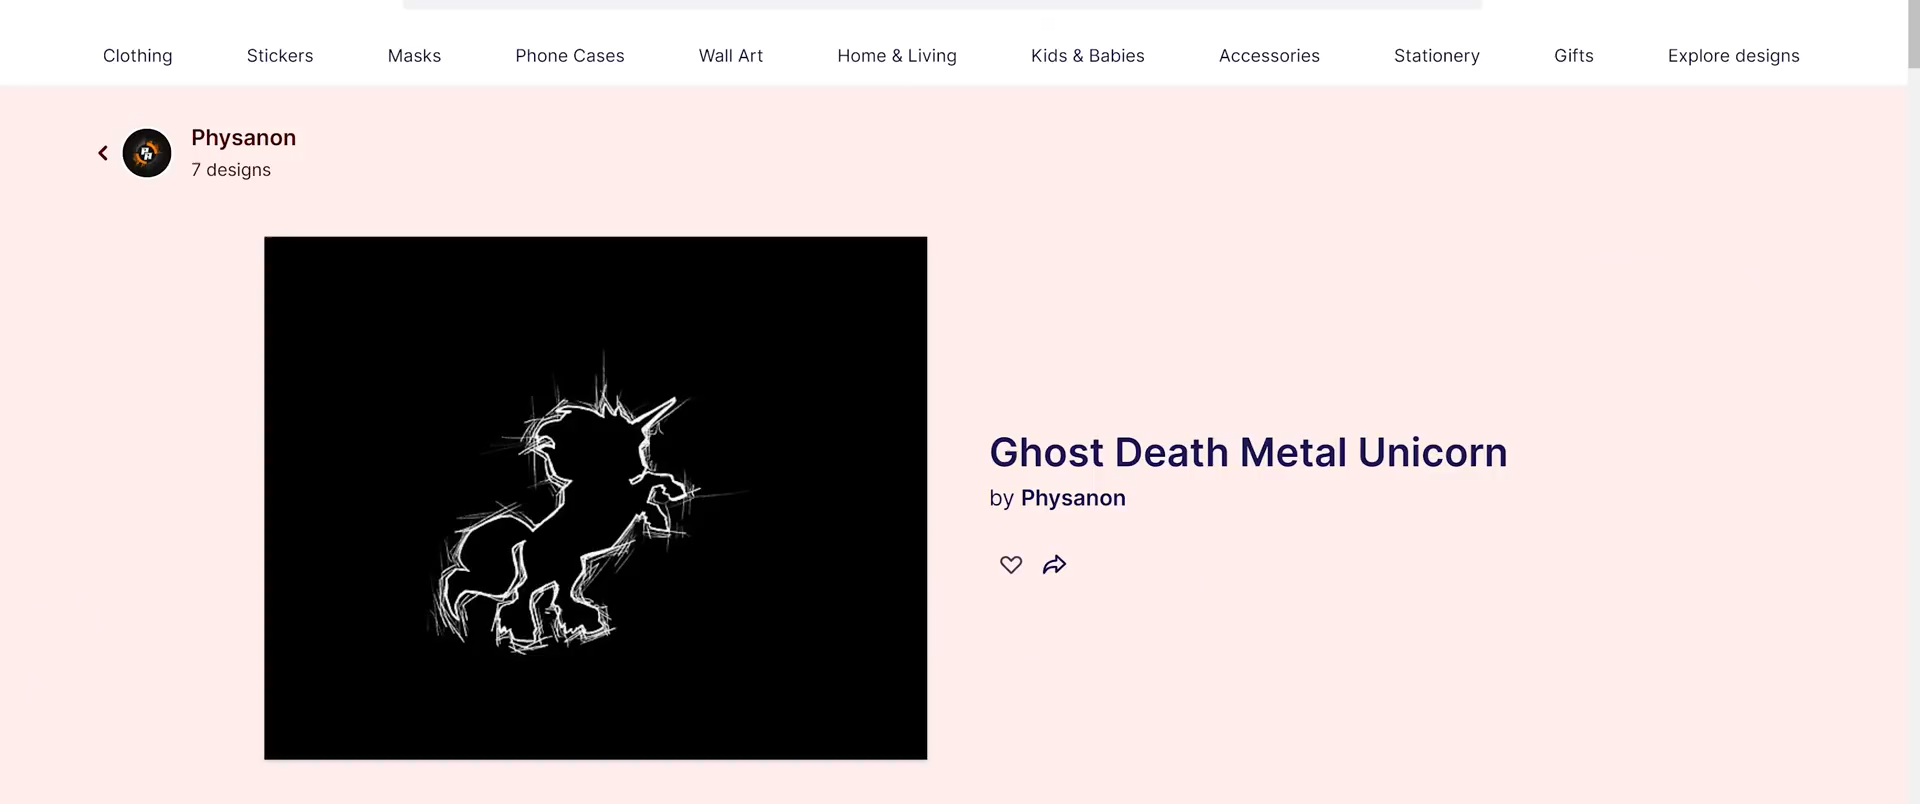 Clothing Stickers Masks Phone Cases Wall Art Home & Living Kids & Babies Accessories Stationery Gifts Explore designs
Physanon
7 designs
Ghost Death Metal Unicorn
by Physanon